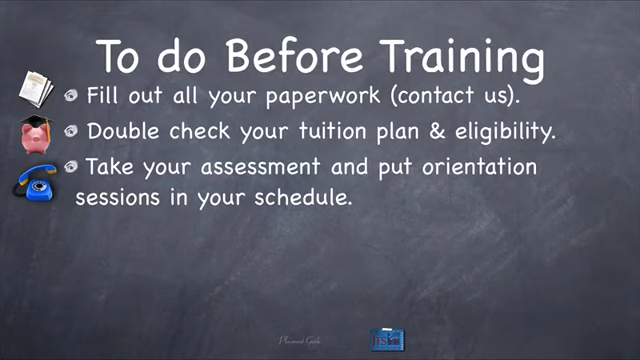 To do Before Training
Fill out all your paperwork (contact us).
Double check your tuition plan & eligibility.
Take your assessment and put orientation
sessions in your schedule.